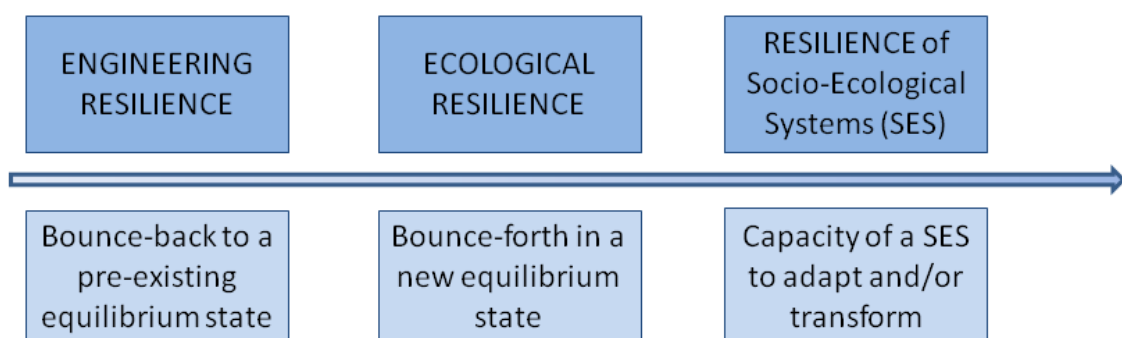 ENGINEERING
RESILIENCE
ECOLOGICAL
RESILIENCE
RESILIENCE of
Socio-Ecological
Systems (SES)
Bounce-back to a
pre-existing
equilibrium state
Bounce-forth in a
new equilibrium
state
Capacity of a SES
to adapt and/or
transform